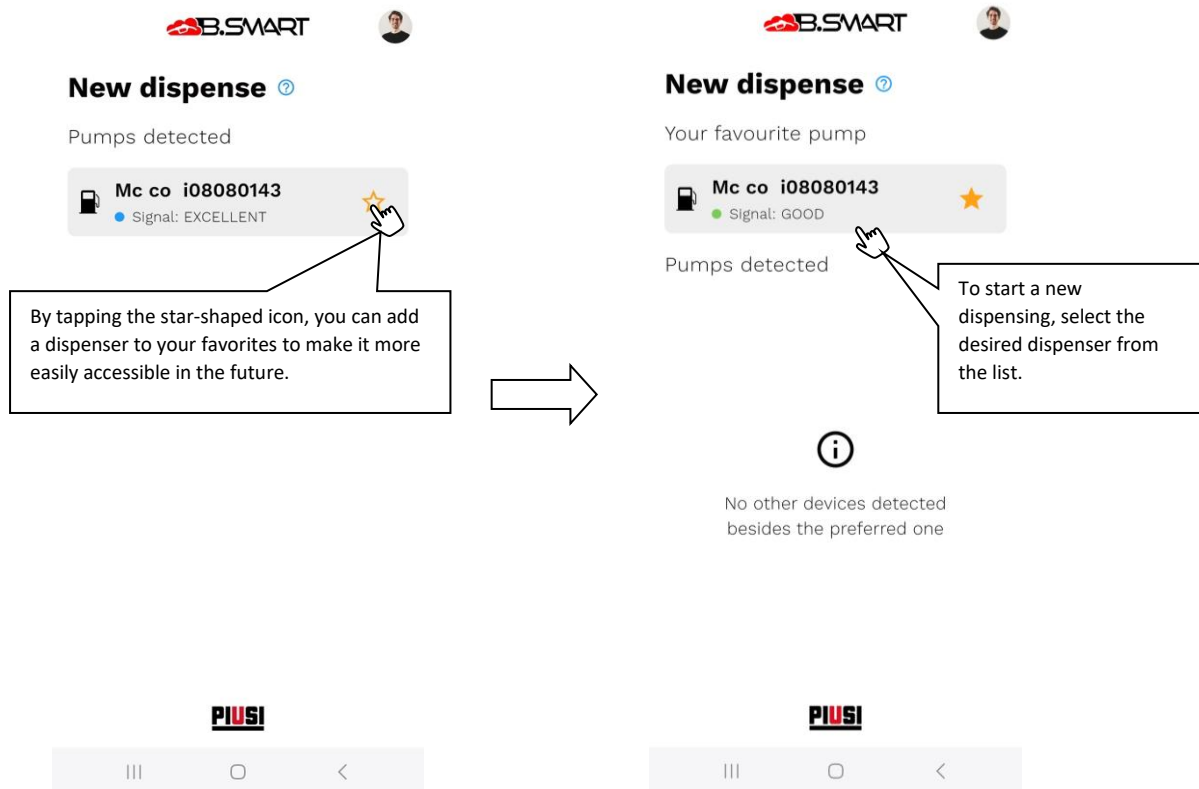 B.SMART
New dispense ?
Pumps detected
Mc co i08080143
Signal: EXCELLENT
By tapping the star-shaped icon, you can add
a dispenser to your favorites to make it more
easily accessible in the future.
PIUSI
B.SMART
New dispense ?
Your favourite pump
Mc co i08080143
Signal: GOOD
Pumps detected
To start a new
dispensing, select the
desired dispenser from
the list.
No other devices detected
besides the preferred one
PIUSI